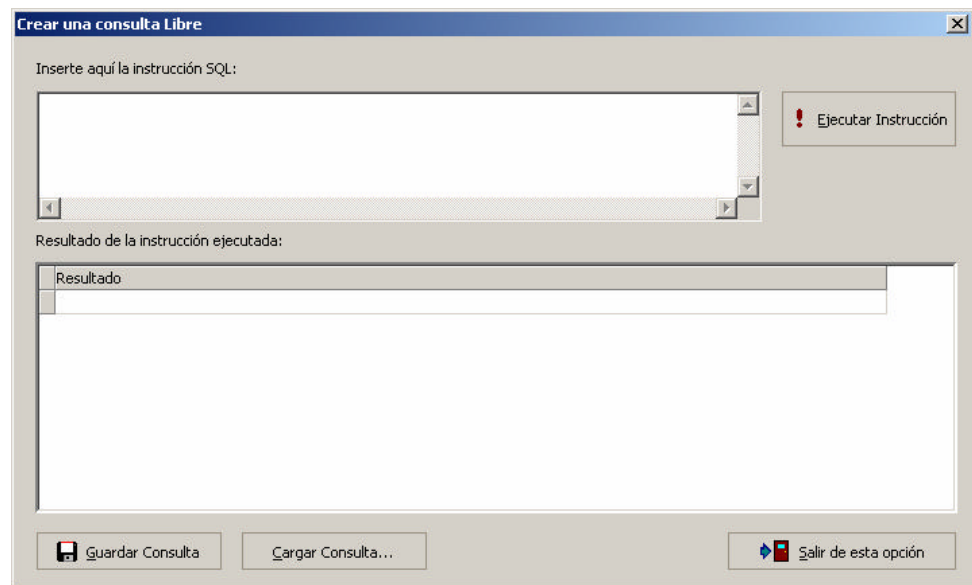 Crear una consulta Libre
Inserte aquí la instrucción SQL:
Ejecutar Instrucción
Resultado de la instrucción ejecutada:
Resultado
Guardar Consulta
Cargar Consulta...
Salir de esta opción